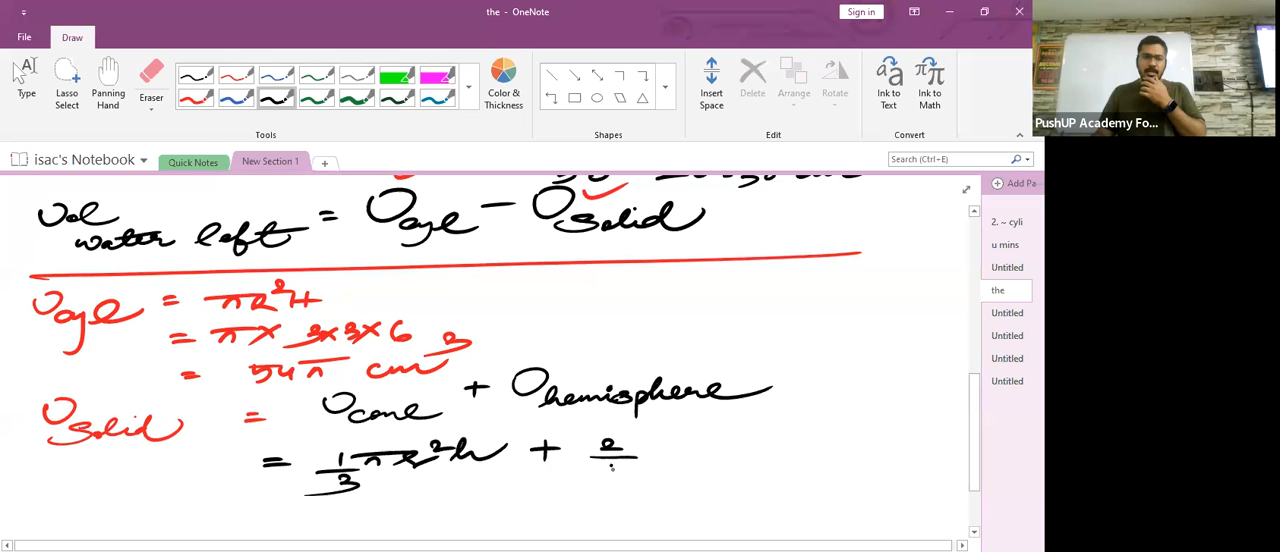 the - OneNote
Sign in
File
Draw
Type
Lasso Select
Panning Hand
Eraser
Color & Thickness
Insert Space
Delete
Arrange
Rotate
Ink to Text
Ink to Math
Tools
Shapes
Edit
Convert
PushUP Academy Fo...
isac's Notebook
Quick Notes
New Section 1
Search (Ctrl+E)
Add Pa
2. ~ cyli
u mins
Untitled
the
Untitled
Untitled
Untitled
Untitled
Vol water left = Vcyl - Vsolid
Vcyl = πR²H
= π × 3×3×6
= 54π cm³
Vsolid = Vcone + Vhemisphere
= 1/3 πr²h + 2/